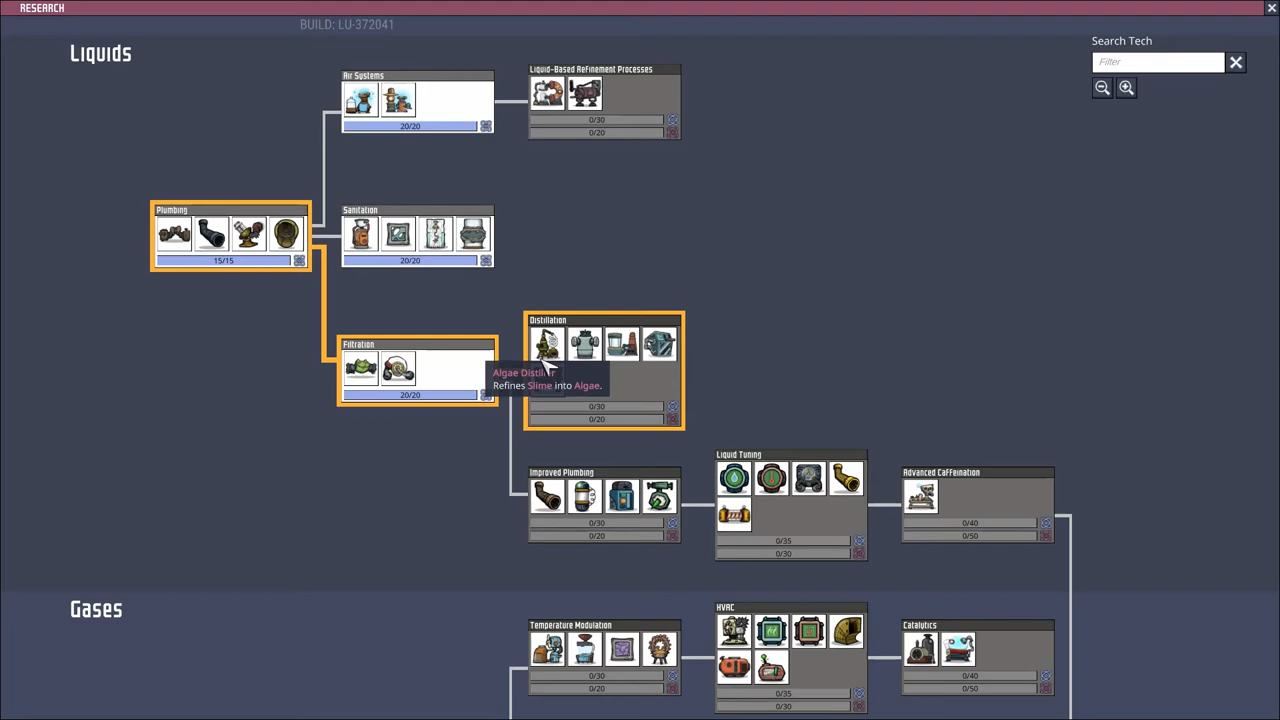 RESEARCH
BUILD: LU-372041
Liquids
Search Tech
Filter
Air Systems
20/20
Liquid-Based Refinement Processes
0/30
0/20
Plumbing
15/15
Sanitation
20/20
Filtration
20/20
Distillation
0/30
0/20
Algae Distiller
Refines Slime into Algae.
Improved Plumbing
0/30
0/20
Liquid Tuning
0/35
0/30
Advanced Caffeination
0/40
0/50
Gases
Temperature Modulation
0/30
0/20
HVAC
0/35
0/30
Catalytics
0/40
0/50